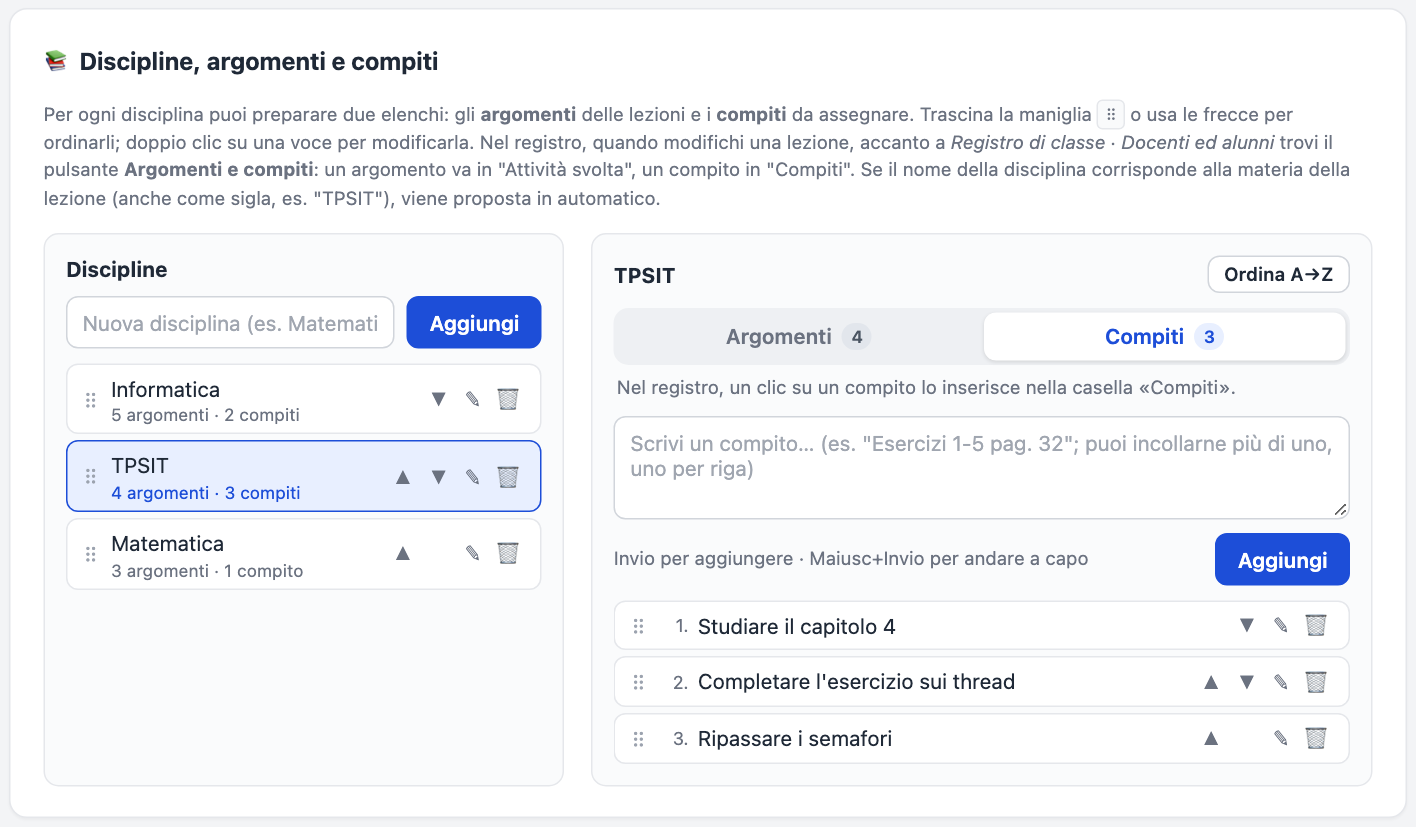 Discipline, argomenti e compiti
Per ogni disciplina puoi preparare due elenchi: gli argomenti delle lezioni e i compiti da assegnare. Trascina la maniglia ⠿ o usa le frecce per
ordinarli; doppio clic su una voce per modificarla. Nel registro, quando modifichi una lezione, accanto a Registro di classe · Docenti ed alunni trovi il
pulsante Argomenti e compiti: un argomento va in "Attività svolta", un compito in "Compiti". Se il nome della disciplina corrisponde alla materia della
lezione (anche come sigla, es. "TPSIT"), viene proposta in automatico.
Discipline
Nuova disciplina (es. Matemati
Aggiungi
Informatica
5 argomenti · 2 compiti
TPSIT
4 argomenti · 3 compiti
Matematica
3 argomenti · 1 compito
TPSIT
Ordina A→Z
Argomenti 4
Compiti 3
Nel registro, un clic su un compito lo inserisce nella casella «Compiti».
Scrivi un compito... (es. "Esercizi 1-5 pag. 32"; puoi incollarne più di uno,
uno per riga)
Invio per aggiungere · Maiusc+Invio per andare a capo
Aggiungi
1. Studiare il capitolo 4
2. Completare l'esercizio sui thread
3. Ripassare i semafori